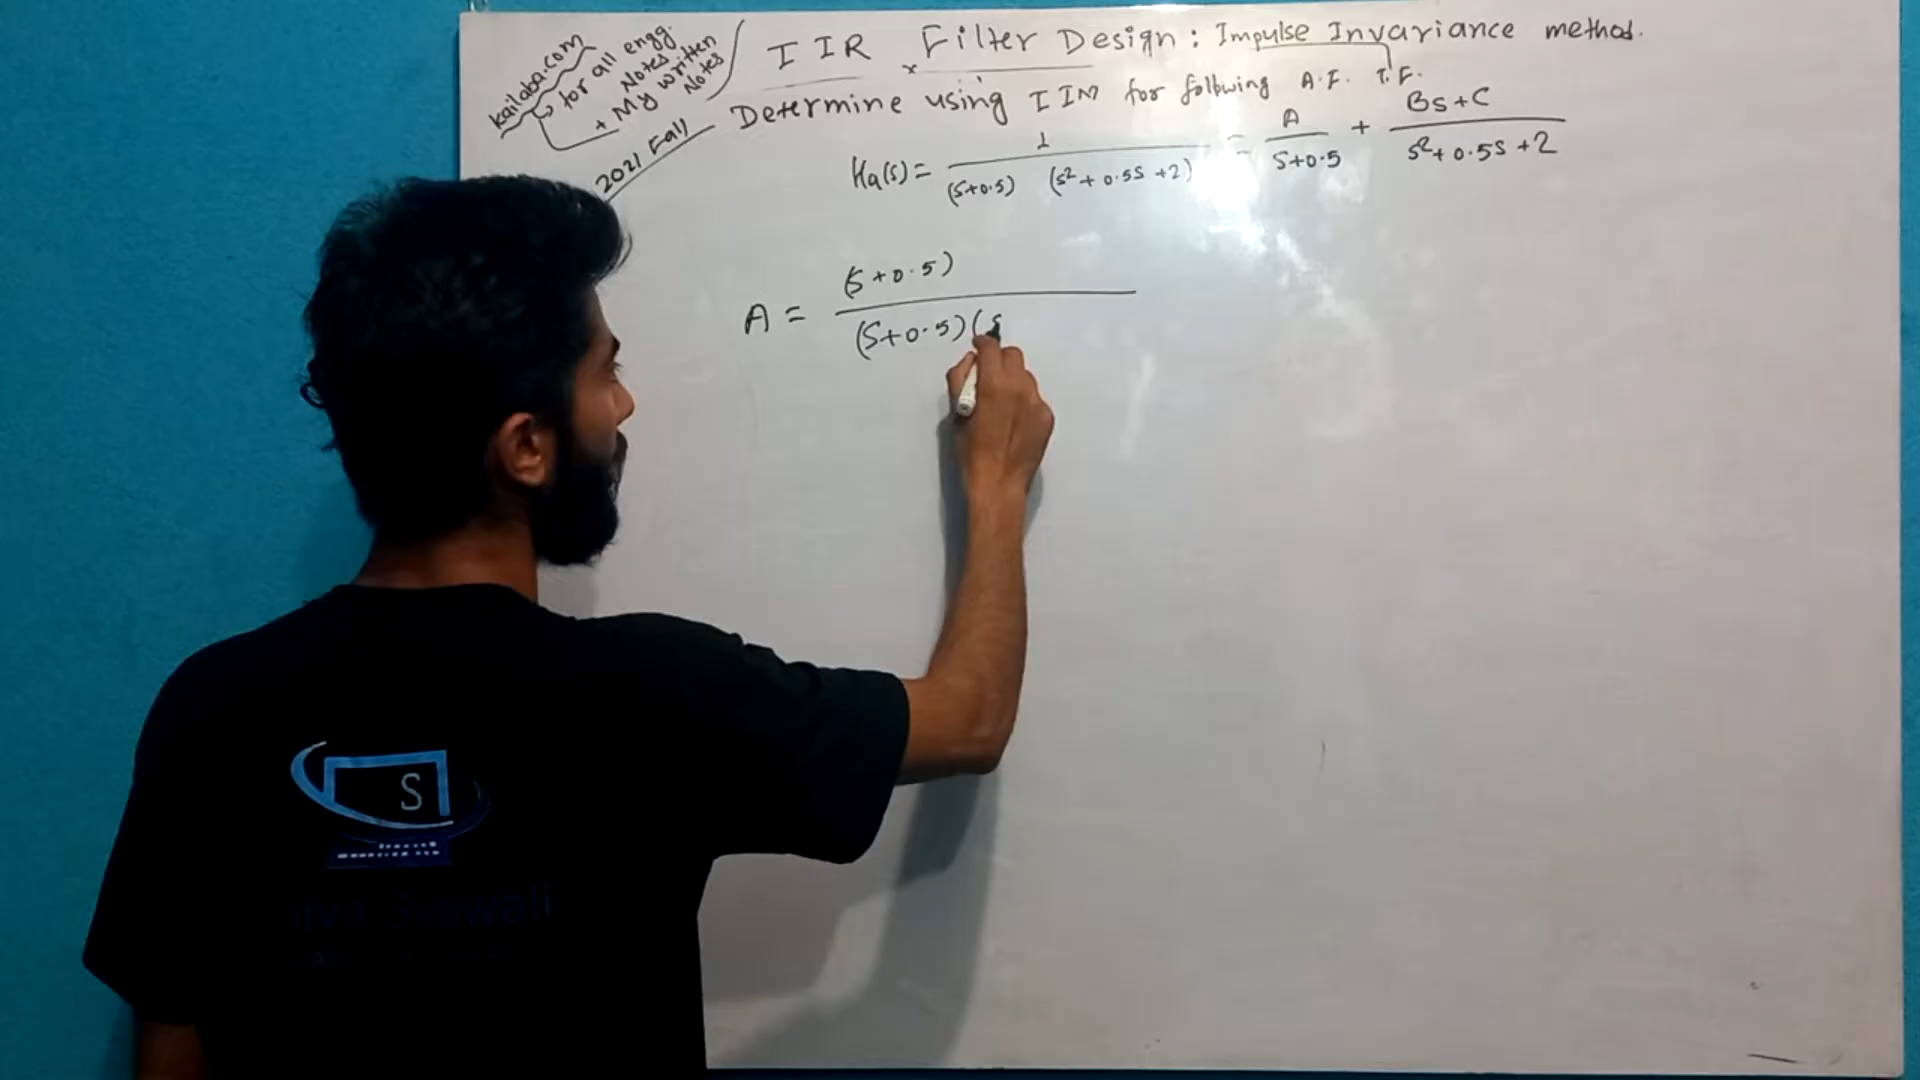 kailaba.com
for all engg
Notes
+ My written
Notes
2021 Fall
IIR Filter Design : Impulse Invariance method.
Determine using IIM for following A.F. T.F.
Ha(s) = 1 / (s+0.5) (s²+0.5s+2) = A / s+0.5 + Bs+C / s²+0.5s+2
A = (s+0.5) / (s+0.5)(s
S